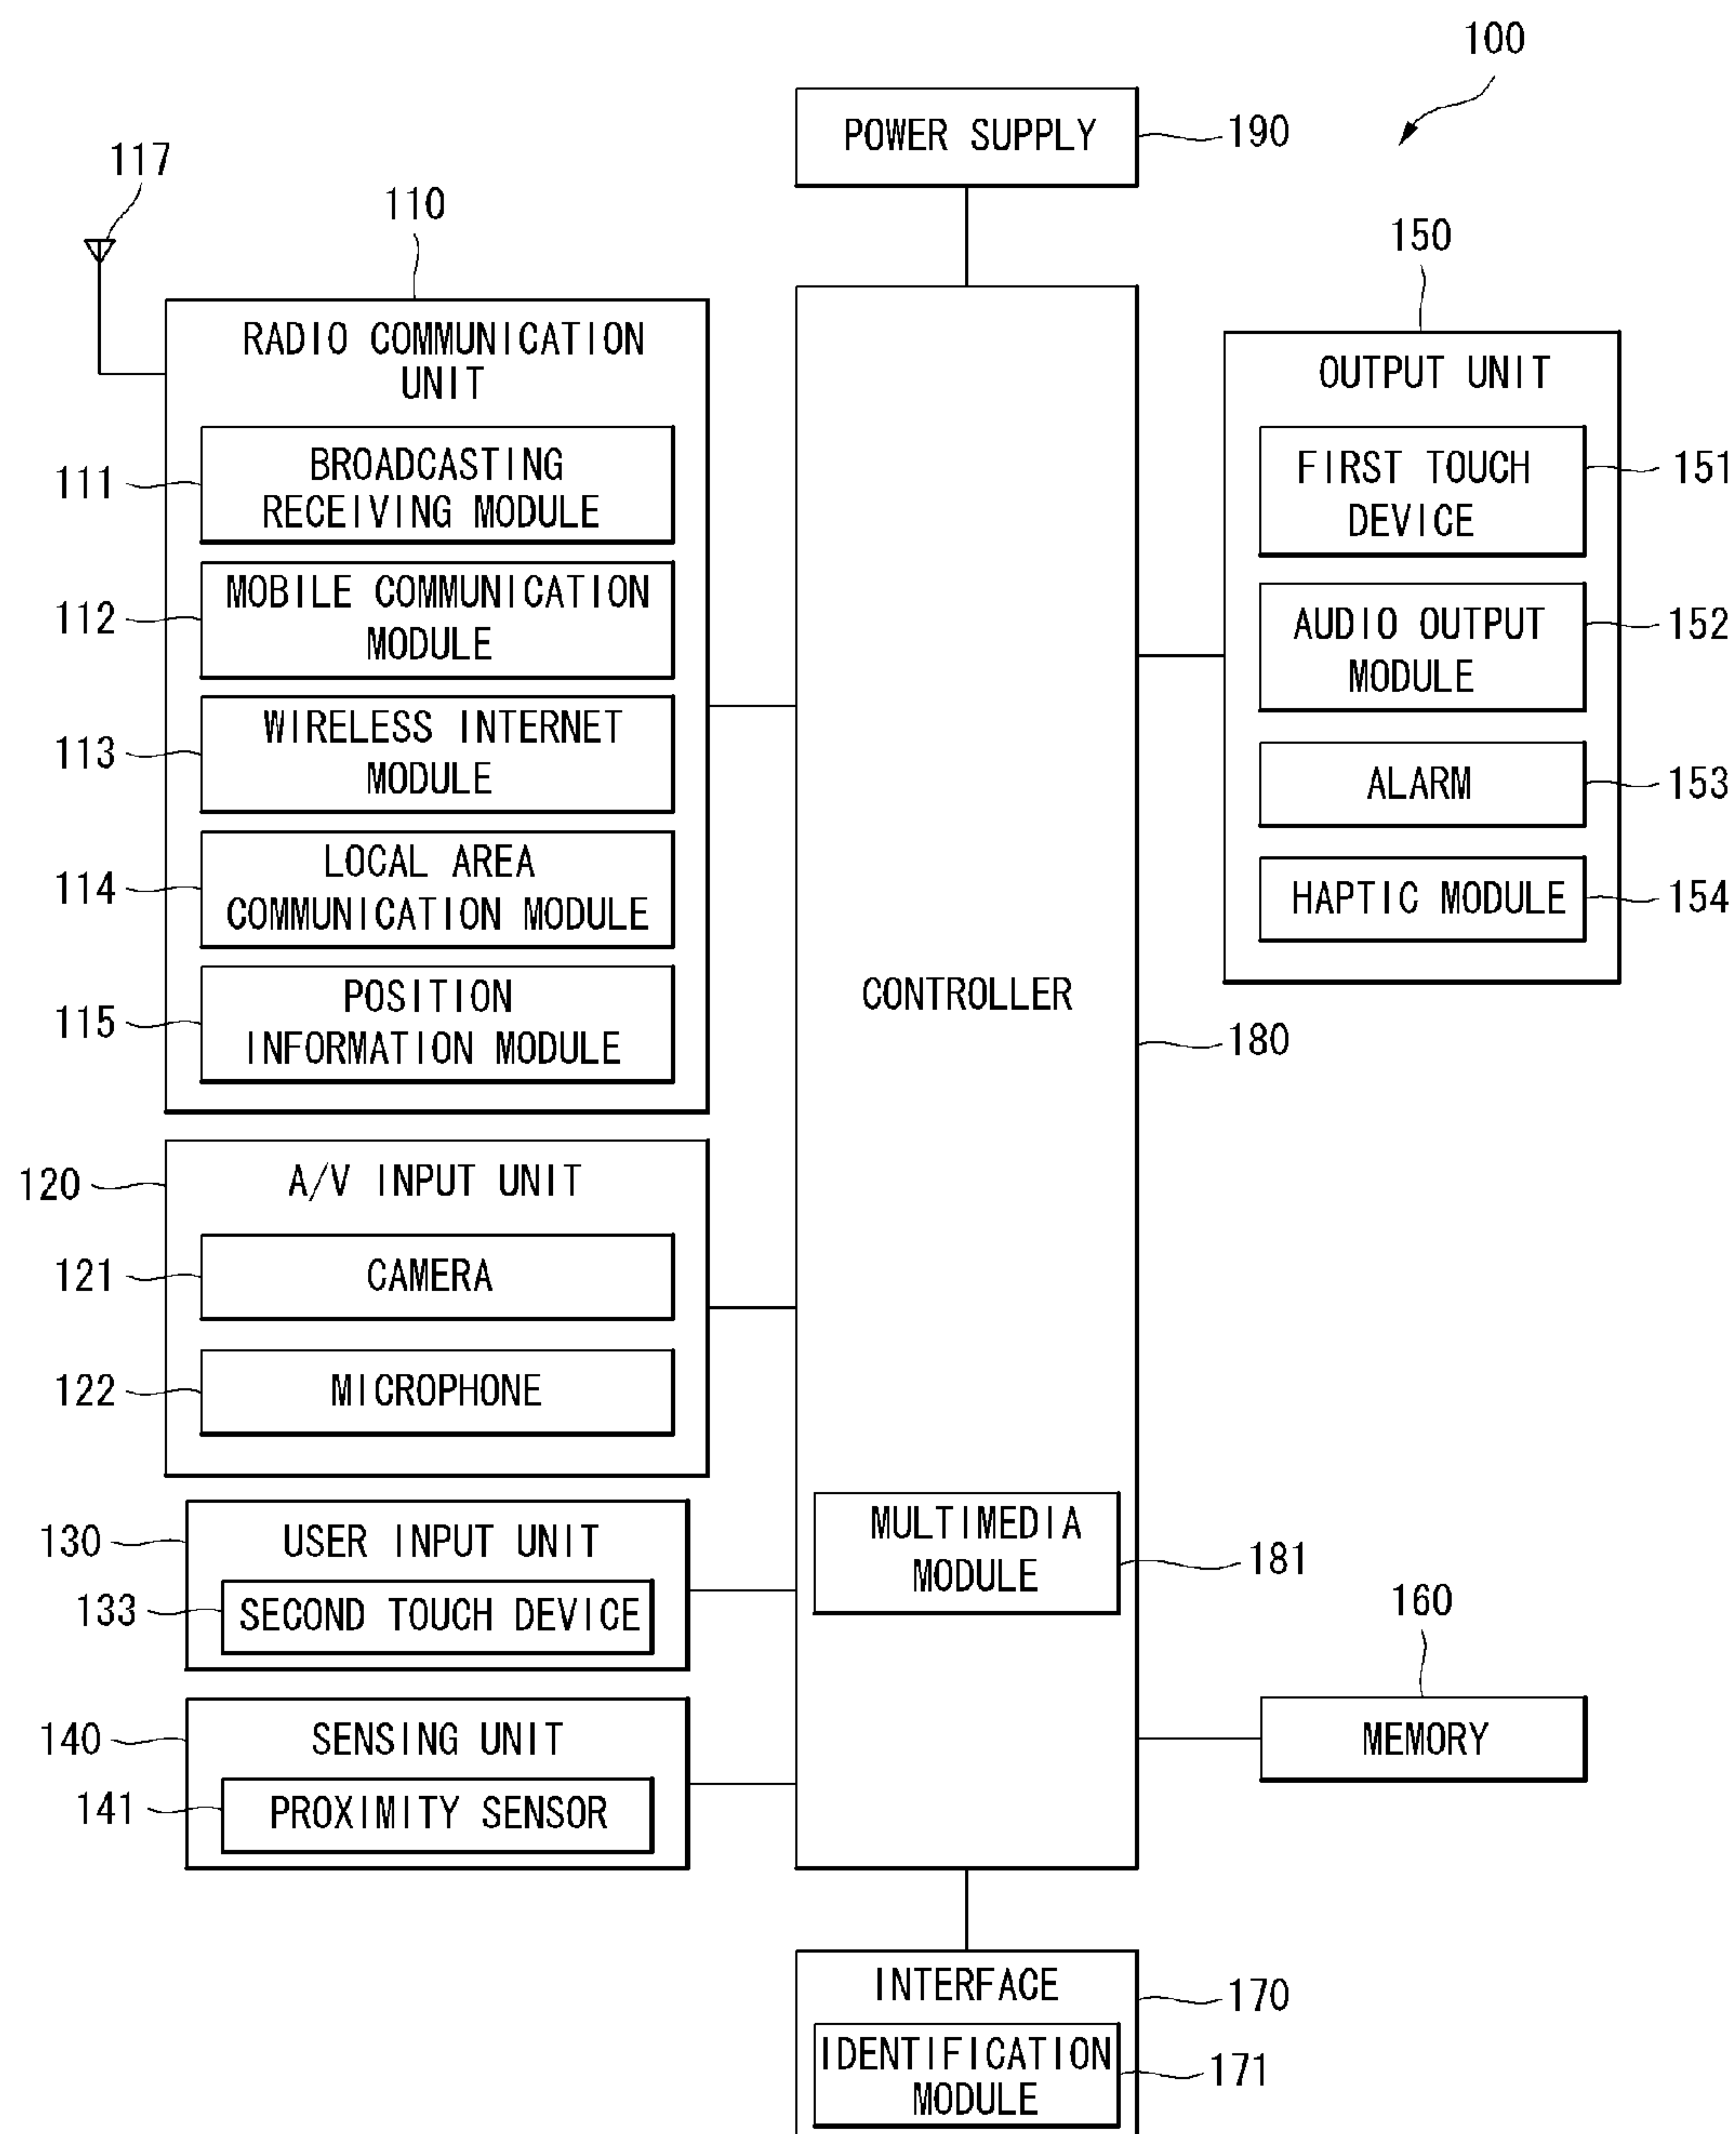 100
POWER SUPPLY
190
117
110
150
RADIO COMMUNICATION
UNIT
OUTPUT UNIT
111
BROADCASTING
RECEIVING MODULE
FIRST TOUCH
DEVICE
151
112
MOBILE COMMUNICATION
MODULE
AUDIO OUTPUT
MODULE
152
113
WIRELESS INTERNET
MODULE
ALARM
153
114
LOCAL AREA
COMMUNICATION MODULE
HAPTIC MODULE
154
115
POSITION
INFORMATION MODULE
CONTROLLER
180
120
A/V INPUT UNIT
121
CAMERA
122
MICROPHONE
130
USER INPUT UNIT
133
SECOND TOUCH DEVICE
MULTIMEDIA
MODULE
181
160
MEMORY
140
SENSING UNIT
141
PROXIMITY SENSOR
INTERFACE
170
IDENTIFICATION
MODULE
171